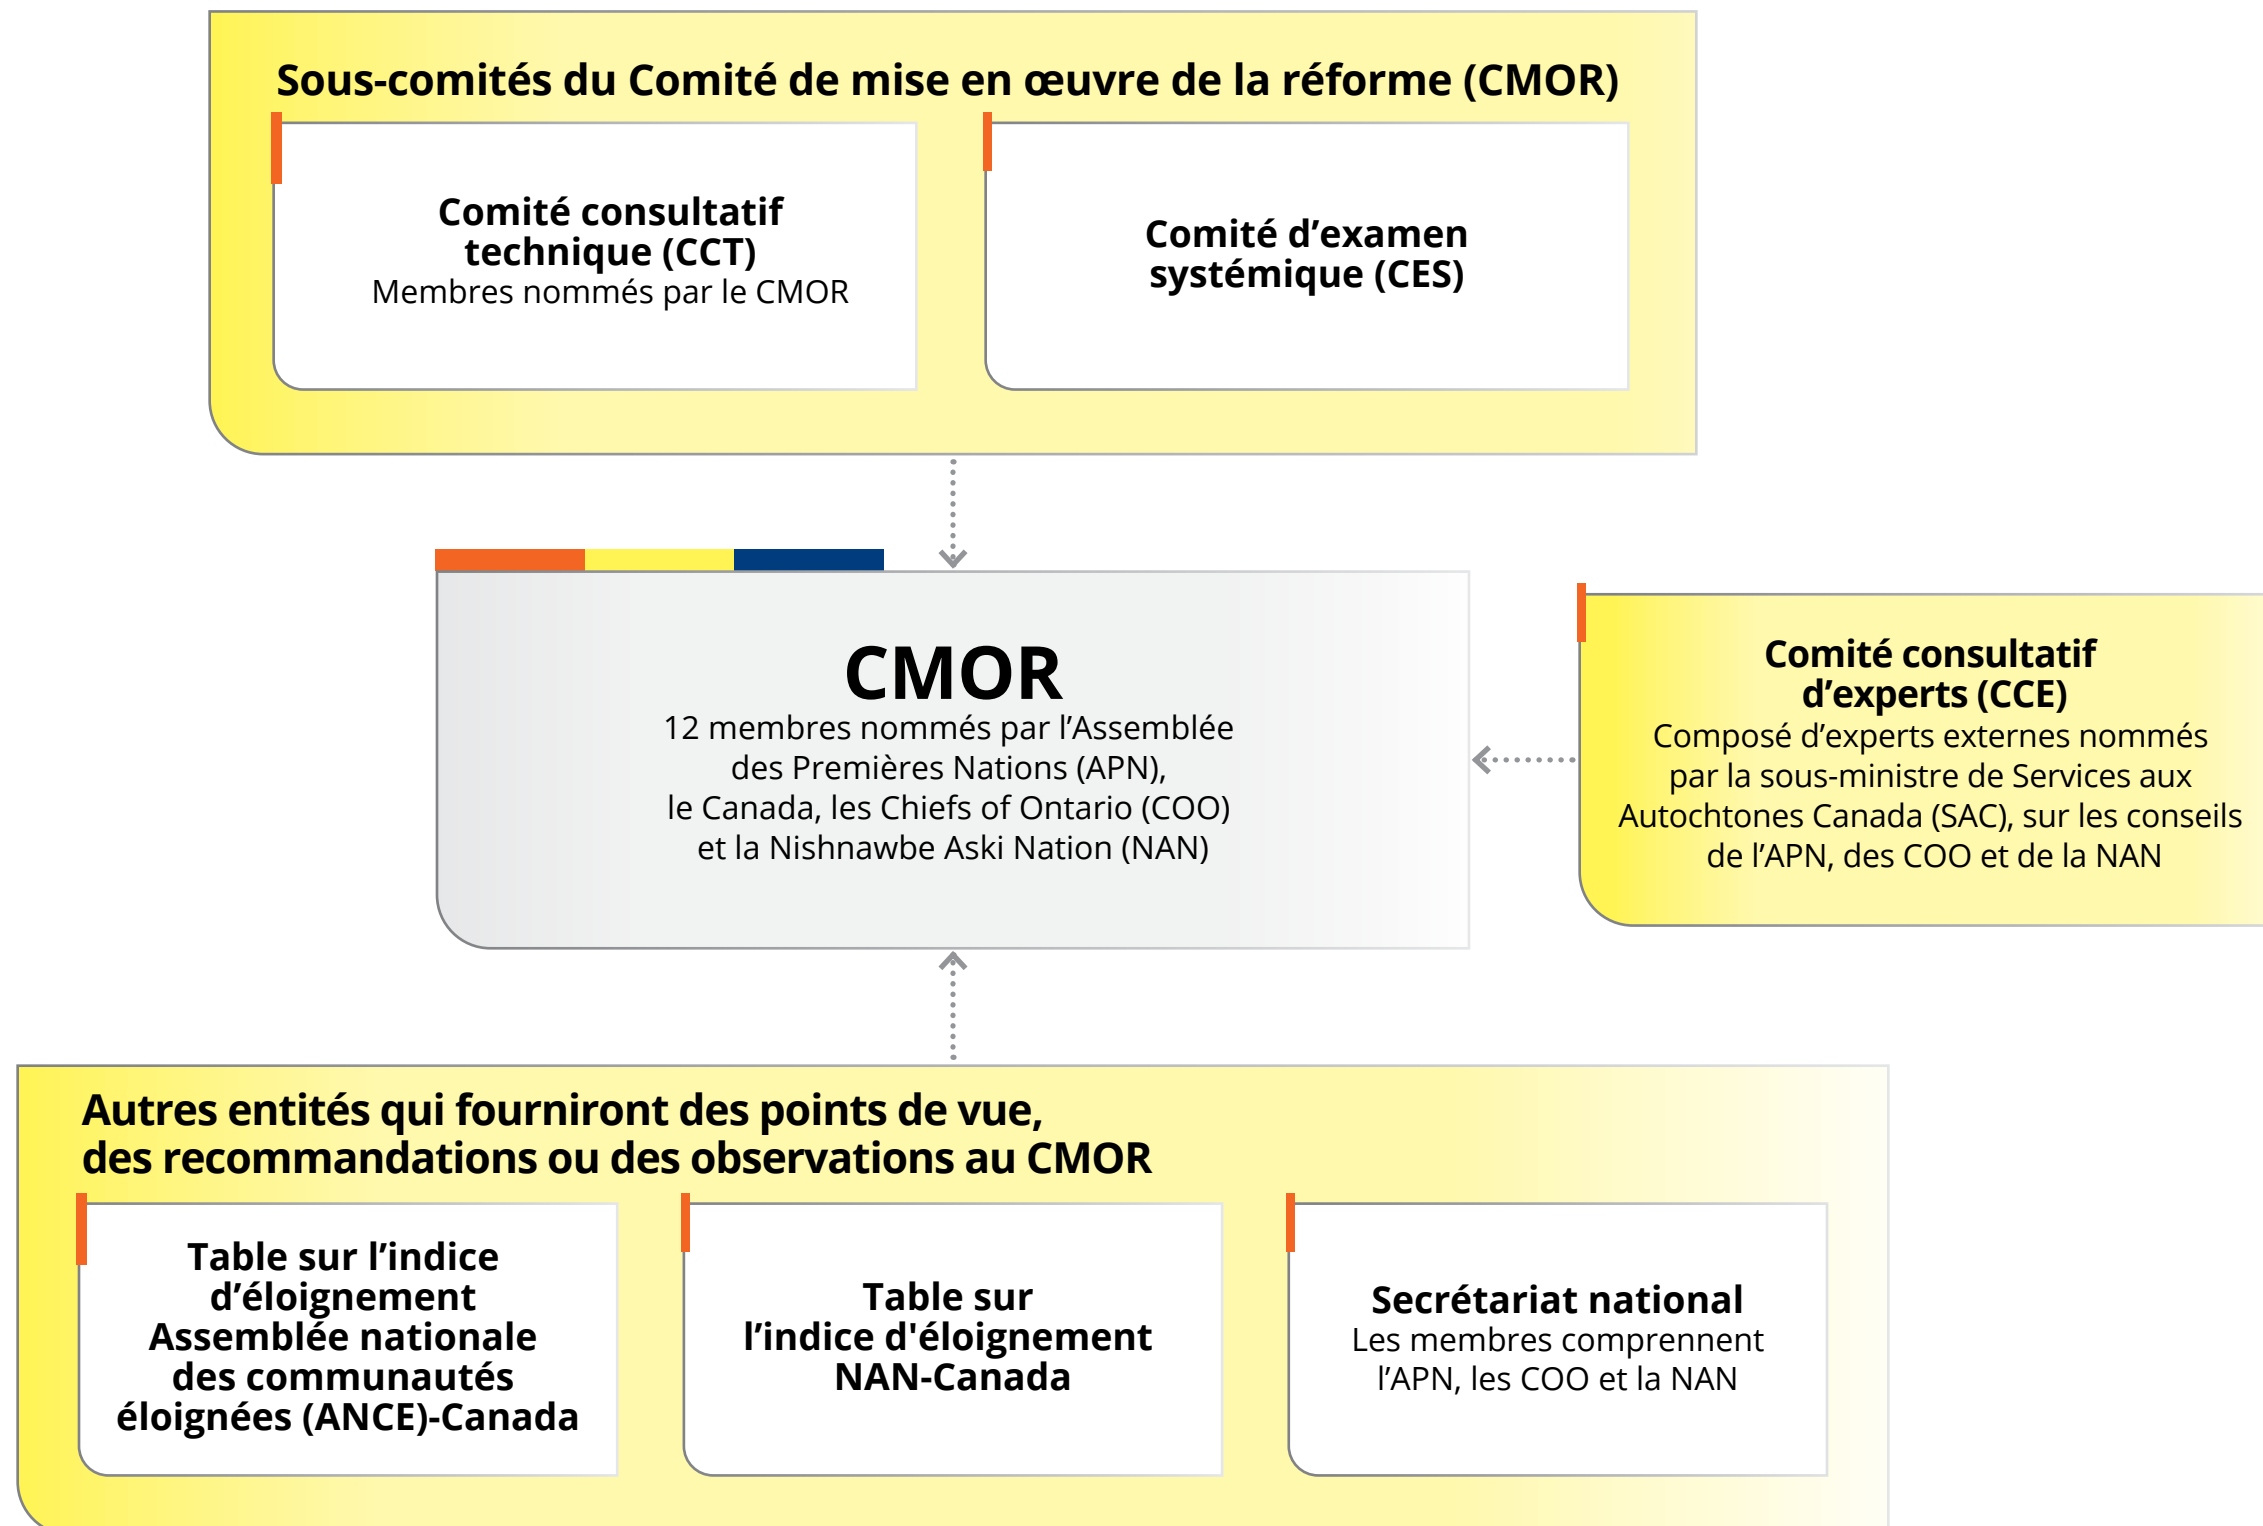 Sous-comités du Comité de mise en œuvre de la réforme (CMOR)
Comité consultatif
technique (CCT)
Membres nommés par le CMOR
Comité d’examen
systémique (CES)
CMOR
12 membres nommés par l’Assemblée
des Premières Nations (APN),
le Canada, les Chiefs of Ontario (COO)
et la Nishnawbe Aski Nation (NAN)
Comité consultatif
d’experts (CCE)
Composé d’experts externes nommés
par la sous-ministre de Services aux
Autochtones Canada (SAC), sur les conseils
de l’APN, des COO et de la NAN
Autres entités qui fourniront des points de vue,
des recommandations ou des observations au CMOR
Table sur l’indice
d’éloignement
Assemblée nationale
des communautés
éloignées (ANCE)-Canada
Table sur
l’indice d'éloignement
NAN-Canada
Secrétariat national
Les membres comprennent
l’APN, les COO et la NAN